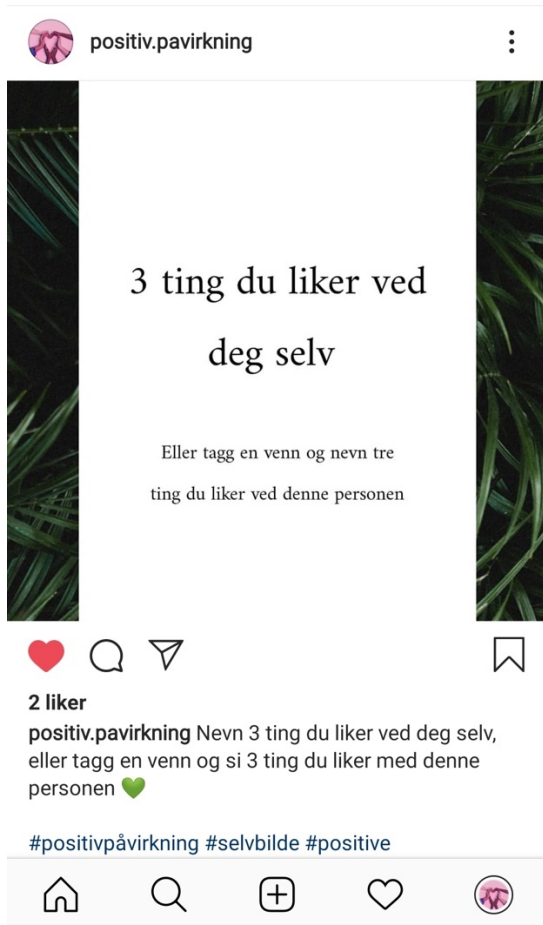 positiv.pavirkning
3 ting du liker ved
deg selv
Eller tagg en venn og nevn tre
ting du liker ved denne personen
2 liker
positiv.pavirkning Nevn 3 ting du liker ved deg selv,
eller tagg en venn og si 3 ting du liker med denne
personen 💚
#positivpåvirkning #selvbilde #positive